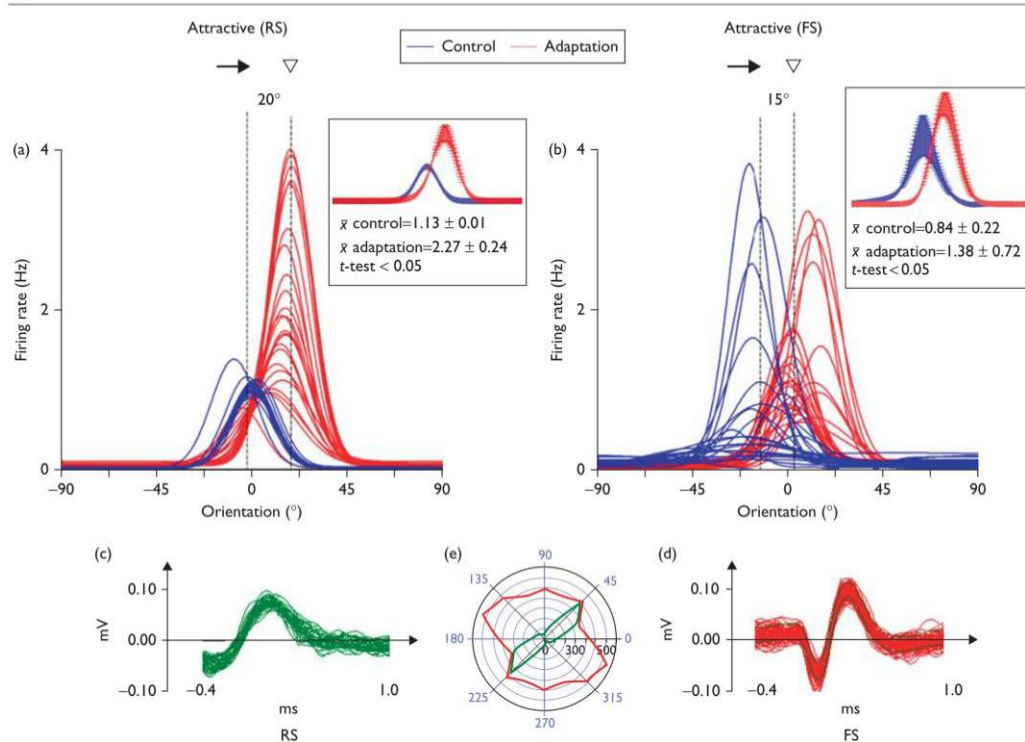 Attractive (RS)
Control Adaptation
Attractive (FS)
20°
15°
(a)
4
2
0
Firing rate (Hz)
x̄ control=1.13 ± 0.01
x̄ adaptation=2.27 ± 0.24
t-test < 0.05
−90 −45 0 45 90
Orientation (°)
(b)
4
2
0
Firing rate (Hz)
x̄ control=0.84 ± 0.22
x̄ adaptation=1.38 ± 0.72
t-test<0.05
−90 −45 0 45 90
Orientation (°)
(c)
0.10
0.00
−0.10
mV
−0.4 1.0
ms
RS
(e)
90
135 45
180 0
0 300 500
225 315
270
(d)
0.10
0.00
−0.10
mV
−0.4 1.0
ms
FS